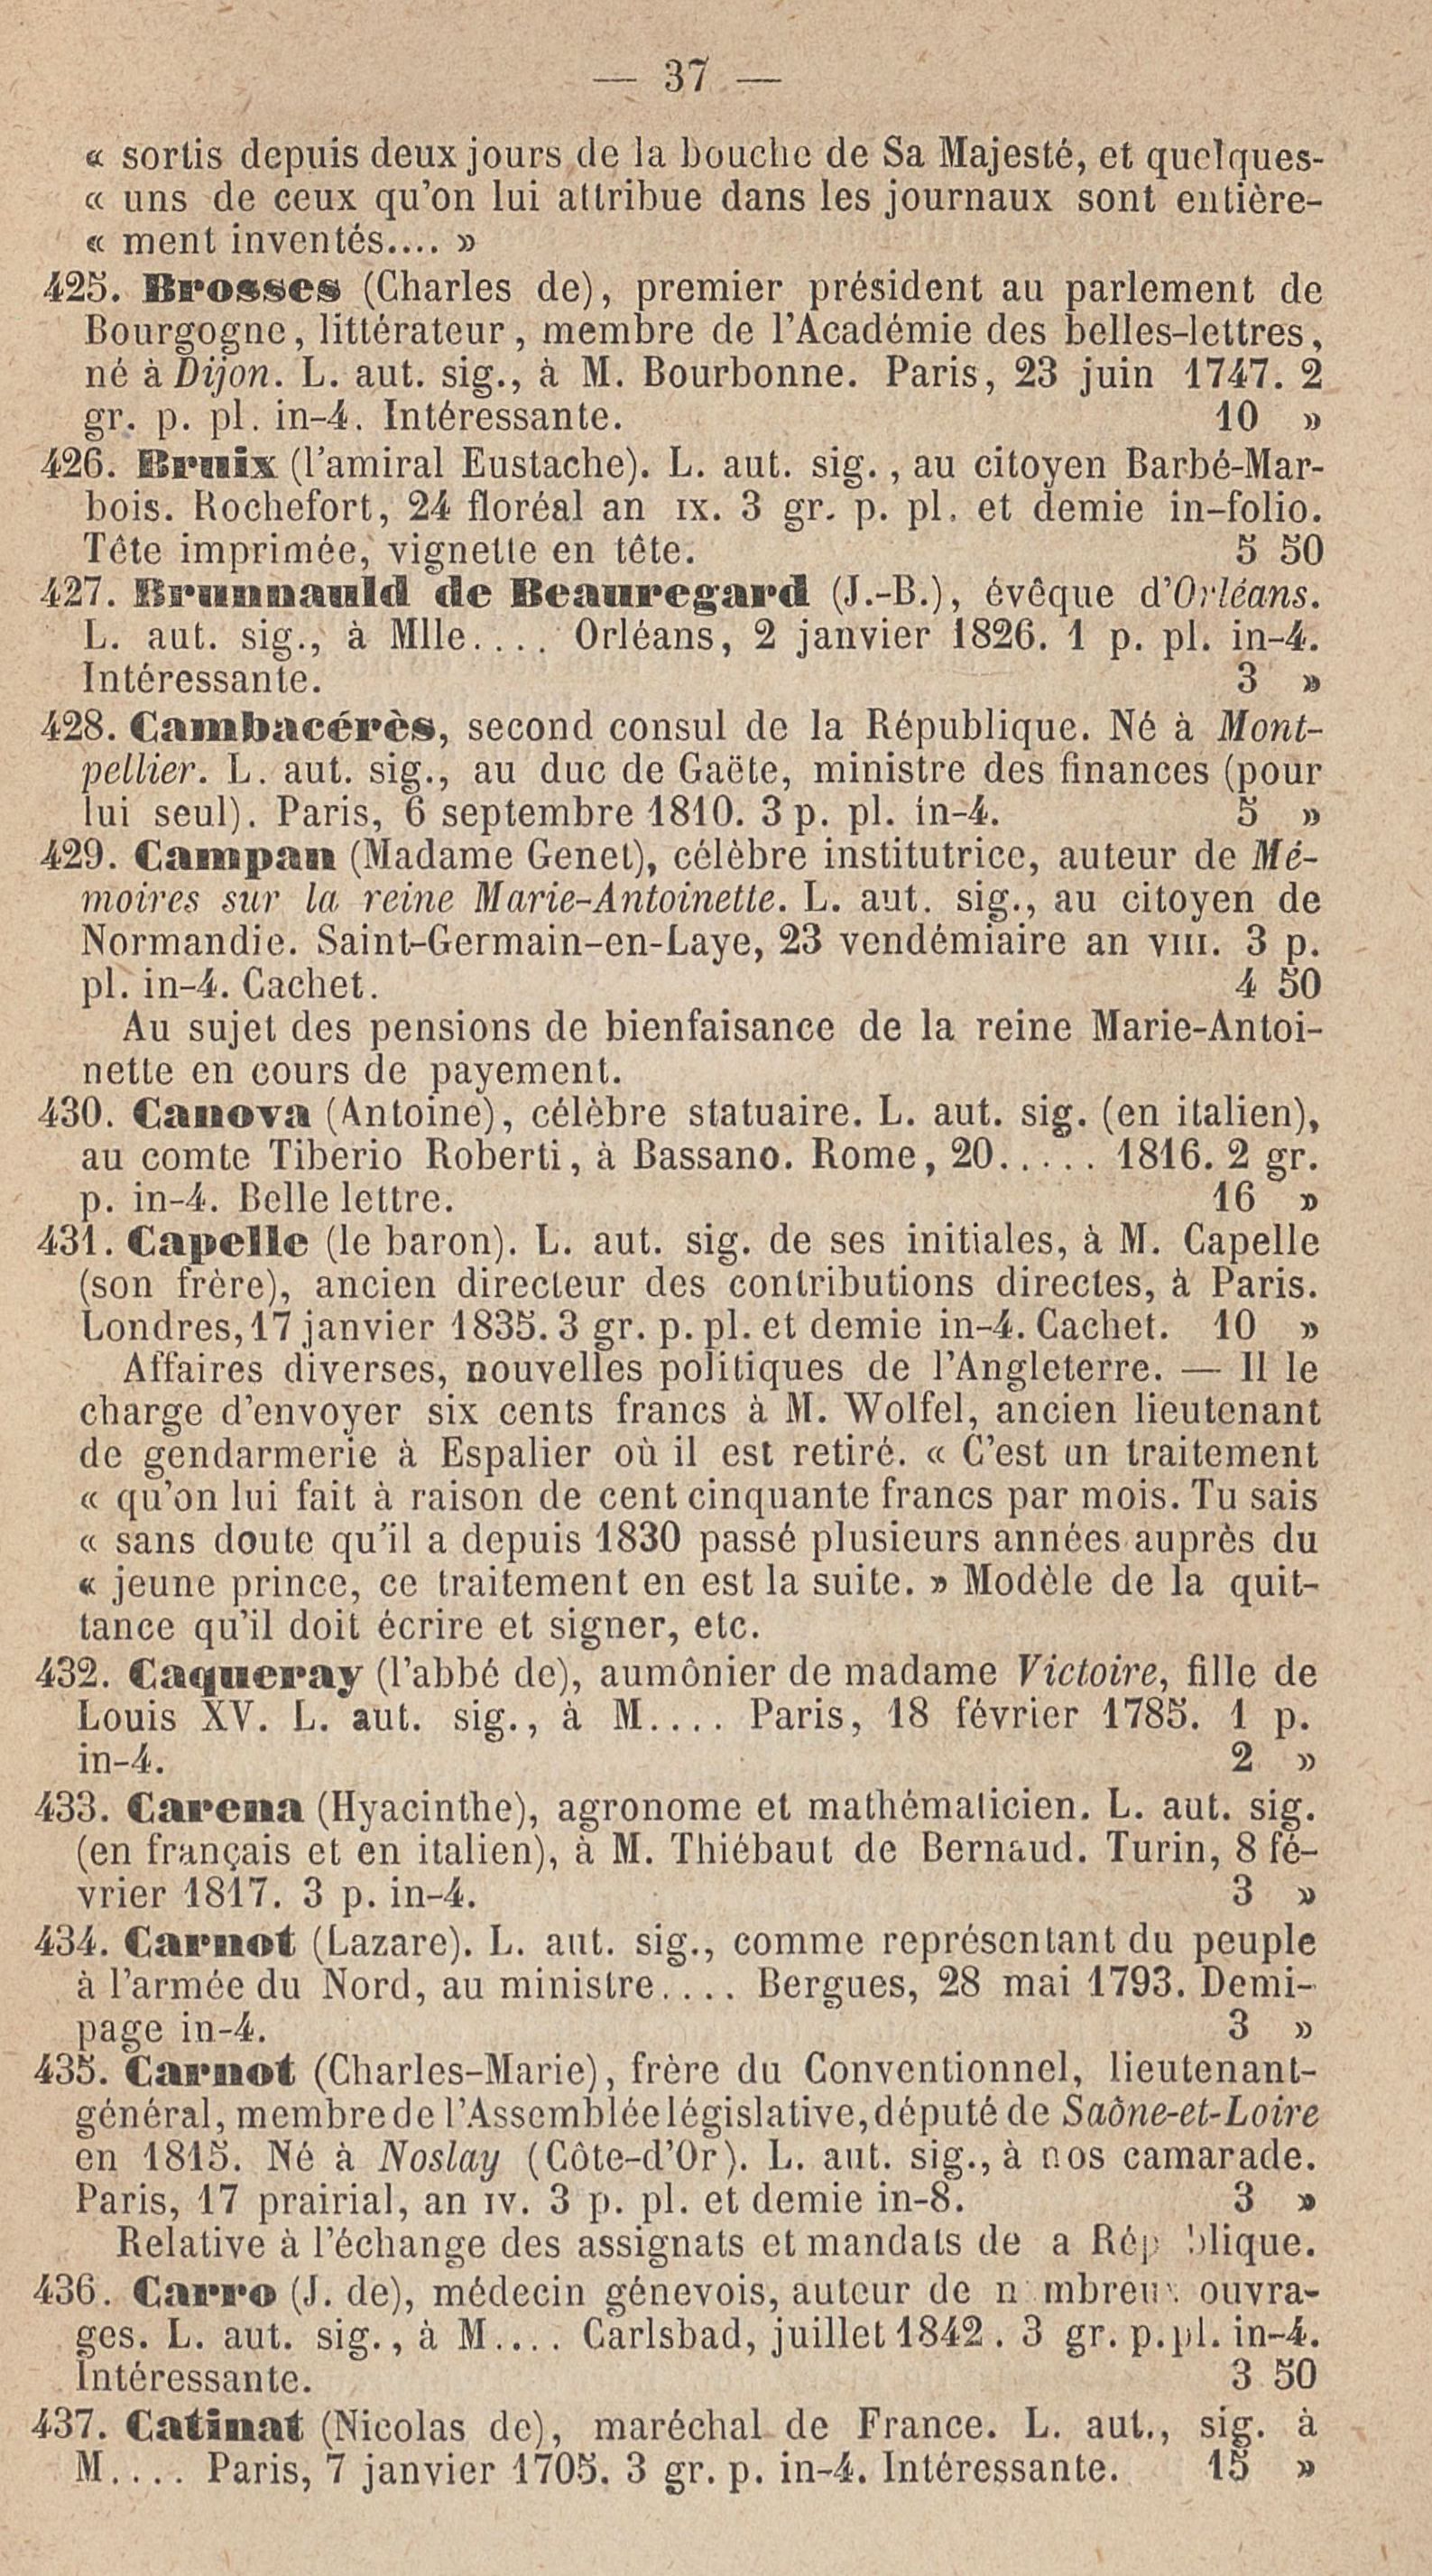 — 37 —
« sortis depuis deux jours de la bouche de Sa Majesté, et quelques-
« uns de ceux qu'on lui attribue dans les journaux sont entière-
« ment inventés.... »
425. Brosses (Charles de), premier président au parlement de
Bourgogne, littérateur, membre de l'Académie des belles-lettres,
né à Dijon. L. aut. sig., à M. Bourbonne. Paris, 23 juin 1747. 2
gr. p. pl. in-4. Intéressante. 10 »
426. Bruix (l'amiral Eustache). L. aut. sig., au citoyen Barbé-Mar-
bois. Rochefort, 24 floréal an IX. 3 gr. p. pl. et demie in-folio.
Tête imprimée, vignette en tête. 5 50
427. Brunnauld de Beauregard (J.-B.), évêque d'Orléans.
L. aut. sig., à Mlle.... Orléans, 2 janvier 1826. 1 p. pl. in-4.
Intéressante. 3 »
428. Cambacérès, second consul de la République. Né à Mont-
pellier. L. aut. sig., au duc de Gaëte, ministre des finances (pour
lui seul). Paris, 6 septembre 1810. 3 p. pl. in-4. 5 »
429. Campan (Madame Genet), célèbre institutrice, auteur de Mé-
moires sur la reine Marie-Antoinette. L. aut. sig., au citoyen de
Normandie. Saint-Germain-en-Laye, 23 vendémiaire an VIII. 3 p.
pl. in-4. Cachet. 4 50
Au sujet des pensions de bienfaisance de la reine Marie-Antoi-
nette en cours de payement.
430. Canova (Antoine), célèbre statuaire. L. aut. sig. (en italien),
au comte Tiberio Roberti, à Bassano. Rome, 20..... 1816. 2 gr.
p. in-4. Belle lettre. 16 »
431. Capelle (le baron). L. aut. sig. de ses initiales, à M. Capelle
(son frère), ancien directeur des contributions directes, à Paris.
Londres, 17 janvier 1835. 3 gr. p. pl. et demie in-4. Cachet. 10 »
Affaires diverses, nouvelles politiques de l'Angleterre. — Il le
charge d'envoyer six cents francs à M. Wolfel, ancien lieutenant
de gendarmerie à Espalier où il est retiré. « C'est un traitement
« qu'on lui fait à raison de cent cinquante francs par mois. Tu sais
« sans doute qu'il a depuis 1830 passé plusieurs années auprès du
« jeune prince, ce traitement en est la suite. » Modèle de la quit-
tance qu'il doit écrire et signer, etc.
432. Caqueray (l'abbé de), aumônier de madame Victoire, fille de
Louis XV. L. aut. sig., à M.... Paris, 18 février 1785. 1 p.
in-4. 2 »
433. Carena (Hyacinthe), agronome et mathématicien. L. aut. sig.
(en français et en italien), à M. Thiébaut de Bernaud. Turin, 8 fé-
vrier 1817. 3 p. in-4. 3 »
434. Carnot (Lazare). L. aut. sig., comme représentant du peuple
à l'armée du Nord, au ministre.... Bergues, 28 mai 1793. Demi-
page in-4. 3 »
435. Carnot (Charles-Marie), frère du Conventionnel, lieutenant-
général, membre de l'Assemblée législative, député de Saône-et-Loire
en 1815. Né à Noslay (Côte-d'Or). L. aut. sig., à nos camarade.
Paris, 17 prairial, an IV. 3 p. pl. et demie in-8. 3 »
Relative à l'échange des assignats et mandats de a Rép blique.
436. Carro (J. de), médecin génevois, auteur de n mbreux ouvra-
ges. L. aut. sig., à M.... Carlsbad, juillet 1842. 3 gr. p. pl. in-4.
Intéressante. 3 50
437. Catinat (Nicolas de), maréchal de France. L. aut., sig. à
M.... Paris, 7 janvier 1705. 3 gr. p. in-4. Intéressante. 15 »